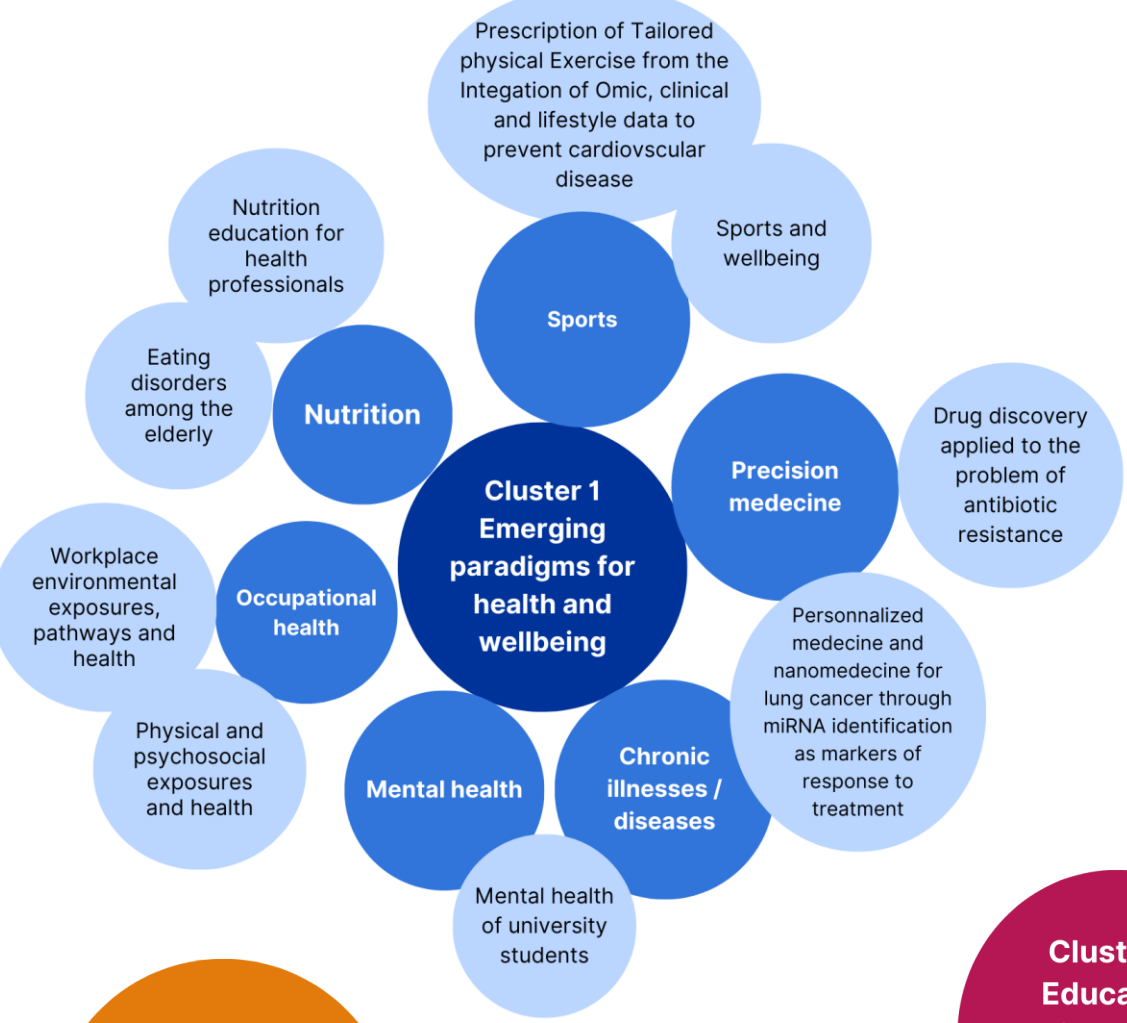 Prescription of Tailored
physical Exercise from the
Integation of Omic, clinical
and lifestyle data to
prevent cardiovscular
disease
Sports and
wellbeing
Sports
Nutrition
education for
health
professionals
Eating
disorders
among the
elderly
Nutrition
Precision
medecine
Drug discovery
applied to the
problem of
antibiotic
resistance
Cluster 1
Emerging
paradigms for
health and
wellbeing
Workplace
environmental
exposures,
pathways and
health
Occupational
health
Physical and
psychosocial
exposures
and health
Personnalized
medecine and
nanomedecine for
lung cancer through
miRNA identification
as markers of
response to
treatment
Mental health
Chronic
illnesses /
diseases
Mental health
of university
students
Clust
Educa